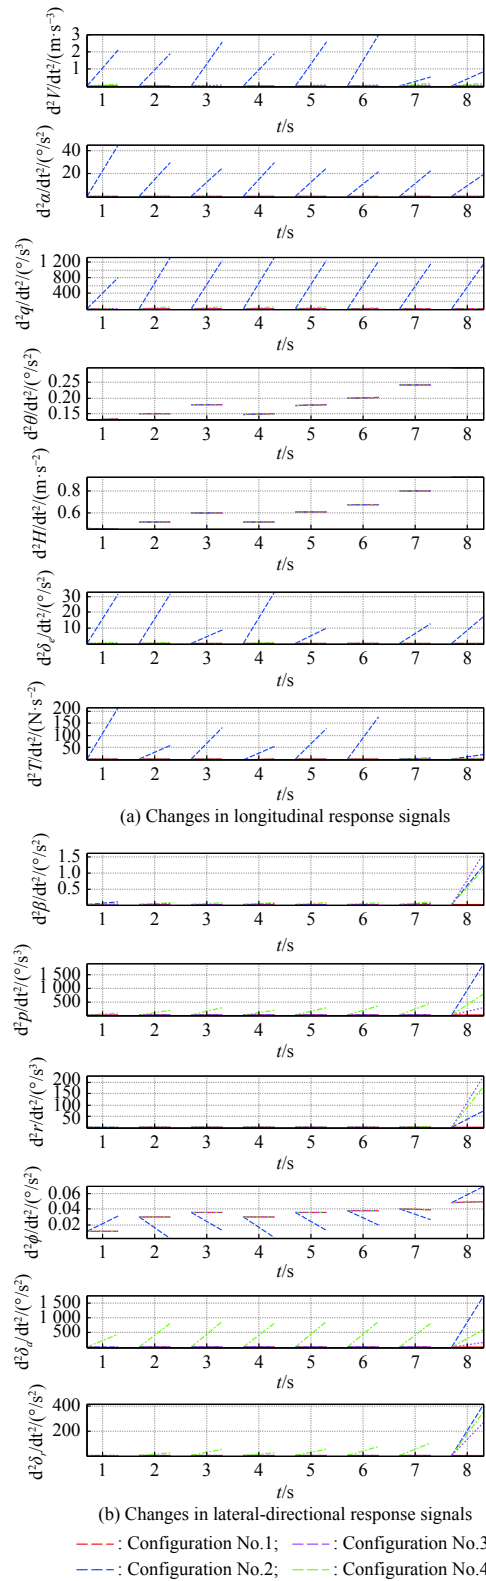 d²V/dt²/(m·s⁻³)
3
2
1
1 2 3 4 5 6 7 8
t/s
d²α/dt²/(°/s²)
40
20
1 2 3 4 5 6 7 8
t/s
d²q/dt²/(°/s³)
1 200
800
400
1 2 3 4 5 6 7 8
t/s
d²θ/dt²/(°/s²)
0.25
0.20
0.15
1 2 3 4 5 6 7 8
t/s
d²H/dt²/(m·s⁻²)
0.8
0.6
1 2 3 4 5 6 7 8
t/s
d²δₑ/dt²/(°/s²)
30
20
10
1 2 3 4 5 6 7 8
t/s
d²T/dt²/(N·s⁻²)
200
150
100
50
1 2 3 4 5 6 7 8
t/s
(a) Changes in longitudinal response signals
d²β/dt²/(°/s²)
1.5
1.0
0.5
1 2 3 4 5 6 7 8
t/s
d²p/dt²/(°/s³)
1 500
1 000
500
1 2 3 4 5 6 7 8
t/s
d²r/dt²/(°/s³)
200
150
100
50
1 2 3 4 5 6 7 8
t/s
d²ϕ/dt²/(°/s²)
0.06
0.04
0.02
1 2 3 4 5 6 7 8
t/s
d²δₐ/dt²/(°/s²)
1 500
1 000
500
1 2 3 4 5 6 7 8
t/s
d²δᵣ/dt²/(°/s²)
400
200
1 2 3 4 5 6 7 8
t/s
(b) Changes in lateral-directional response signals
: Configuration No.1; : Configuration No.3
: Configuration No.2; : Configuration No.4